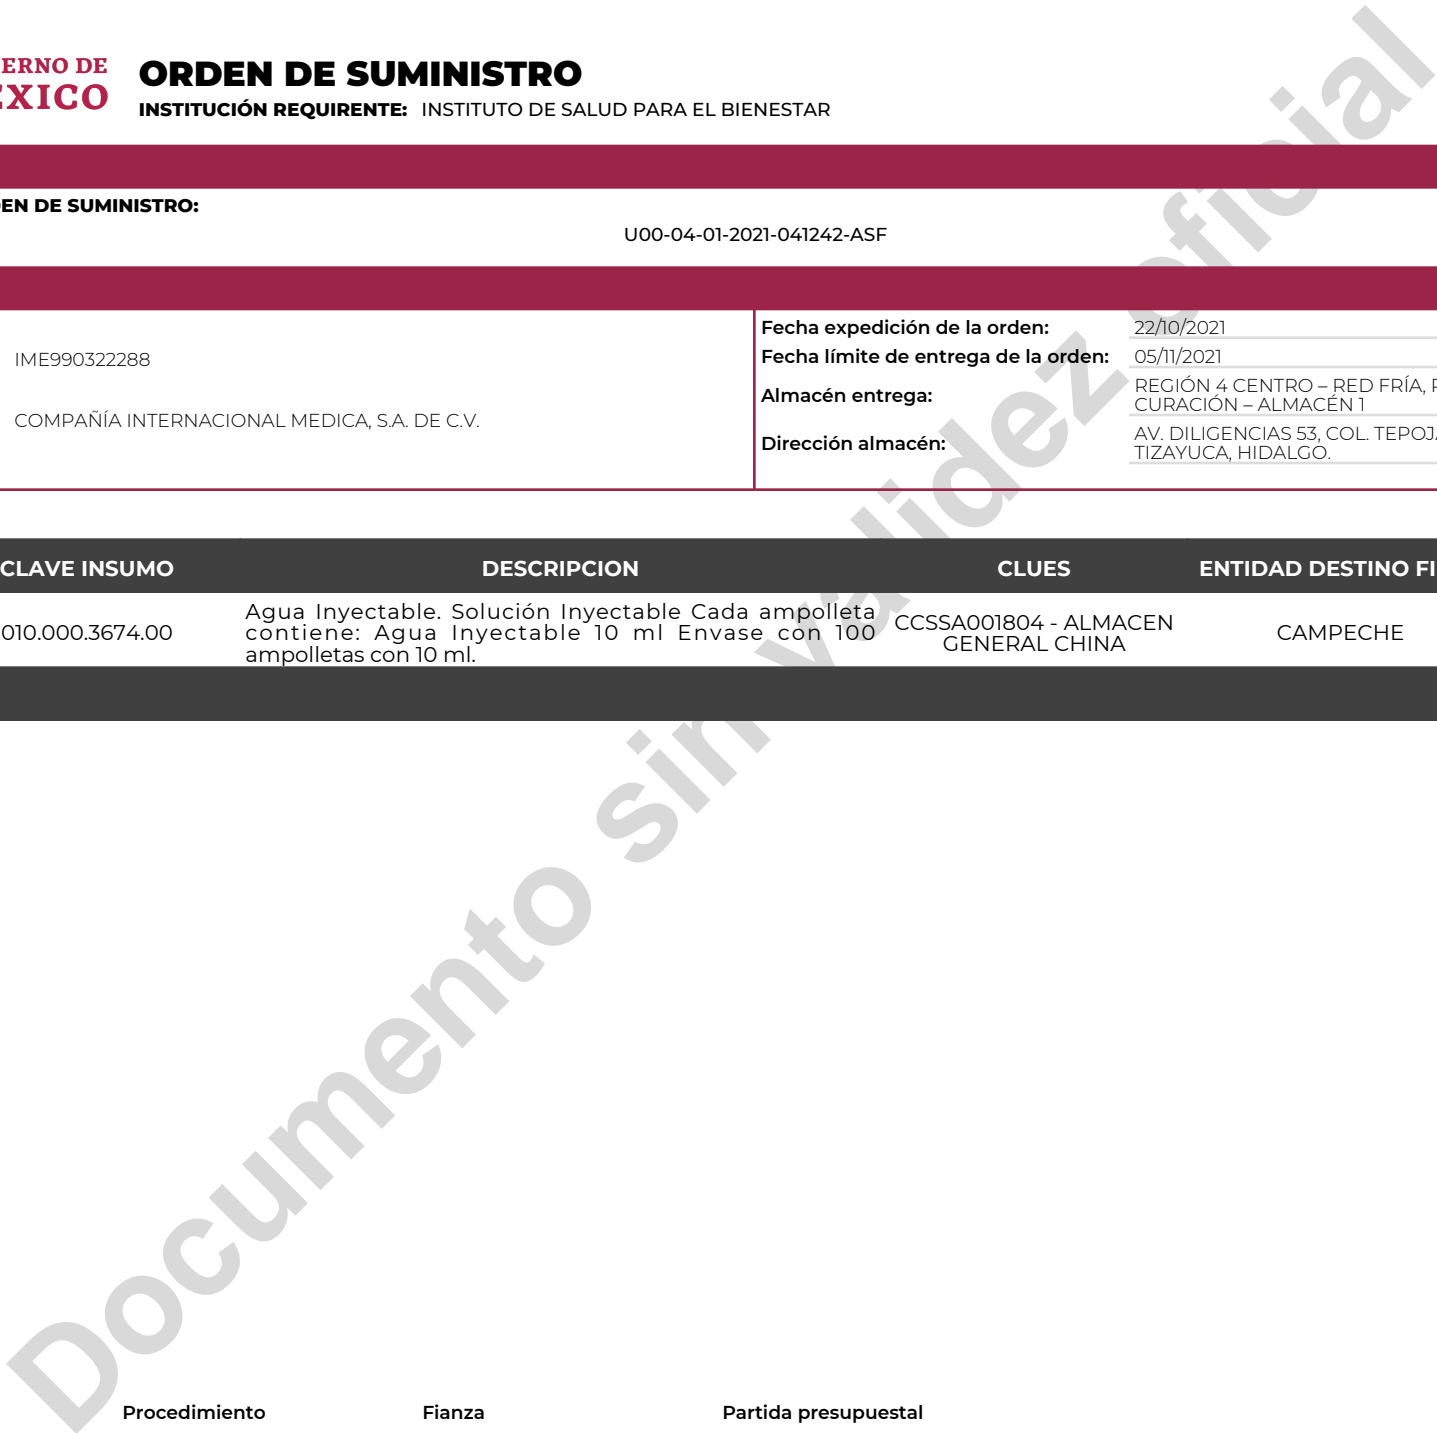 ERNO DE
EXICO
ORDEN DE SUMINISTRO
INSTITUCIÓN REQUIRENTE: INSTITUTO DE SALUD PARA EL BIENESTAR
EN DE SUMINISTRO:
U00-04-01-2021-041242-ASF
IME990322288
COMPAÑÍA INTERNACIONAL MEDICA, S.A. DE C.V.
Fecha expedición de la orden: 22/10/2021
Fecha límite de entrega de la orden: 05/11/2021
Almacén entrega: REGIÓN 4 CENTRO – RED FRÍA,
CURACIÓN – ALMACÉN 1
Dirección almacén: AV. DILIGENCIAS 53, COL. TEPOJ
TIZAYUCA, HIDALGO.
CLAVE INSUMO DESCRIPCION CLUES ENTIDAD DESTINO FI
010.000.3674.00
Agua Inyectable. Solución Inyectable Cada ampolleta
contiene: Agua Inyectable 10 ml Envase con 100
ampolletas con 10 ml.
CCSSA001804 - ALMACEN
GENERAL CHINA
CAMPECHE
Documento sin validez oficial
Procedimiento Fianza Partida presupuestal